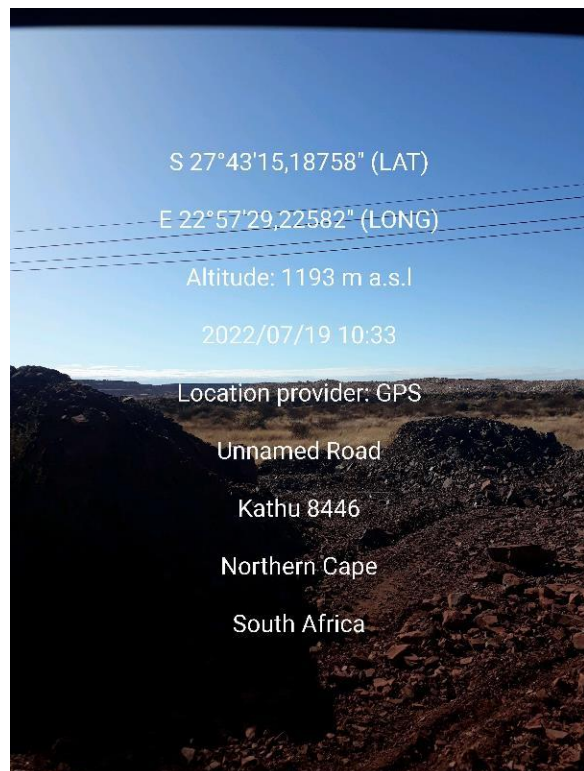 S 27°43'15,18758" (LAT)
E 22°57'29,22582" (LONG)
Altitude: 1193 m a.s.l
2022/07/19 10:33
Location provider: GPS
Unnamed Road
Kathu 8446
Northern Cape
South Africa